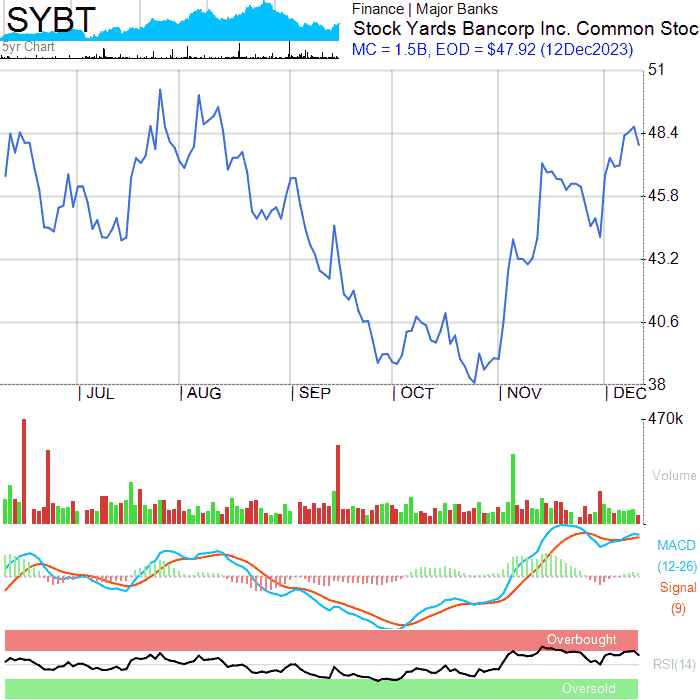 SYBT
5yr Chart
Finance | Major Banks
Stock Yards Bancorp Inc. Common Stoc
MC = 1.5B, EOD = $47.92 (12Dec2023)
51
48.4
45.8
43.2
40.6
38
JUL AUG SEP OCT NOV DEC
470k
Volume
MACD
(12-26)
Signal
(9)
Overbought
RSI(14)
Oversold